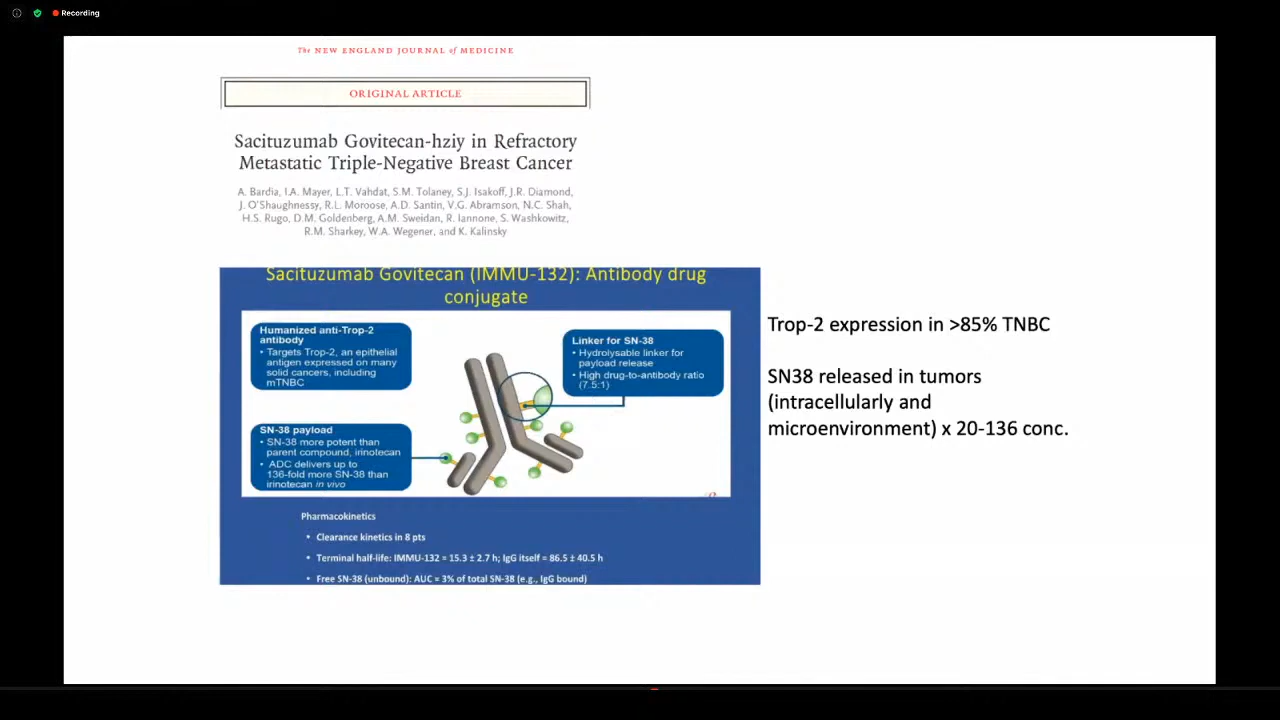 Recording
The NEW ENGLAND JOURNAL of MEDICINE
ORIGINAL ARTICLE
Sacituzumab Govitecan-hziy in Refractory
Metastatic Triple-Negative Breast Cancer
A. Bardia, I.A. Mayer, L.T. Vahdat, S.M. Tolaney, S.J. Isakoff, J.R. Diamond,
J. O'Shaughnessy, R.L. Moroose, A.D. Santin, V.G. Abramson, N.C. Shah,
H.S. Rugo, D.M. Goldenberg, A.M. Sweidan, R. Iannone, S. Washkowitz,
R.M. Sharkey, W.A. Wegener, and K. Kalinsky
Sacituzumab Govitecan (IMMU-132): Antibody drug
conjugate
Humanized anti-Trop-2
antibody
• Targets Trop-2, an epithelial
antigen expressed on many
solid cancers, including
mTNBC
Linker for SN-38
• Hydrolysable linker for
payload release
• High drug-to-antibody ratio
(7.5:1)
SN-38 payload
• SN-38 more potent than
parent compound, irinotecan
• ADC delivers up to
136-fold more SN-38 than
irinotecan in vivo
Pharmacokinetics
• Clearance kinetics in 8 pts
• Terminal half-life: IMMU-132 = 15.3 ± 2.7 h; IgG itself = 86.5 ± 40.5 h
• Free SN-38 (unbound): AUC = 3% of total SN-38 (e.g., IgG bound)
Trop-2 expression in >85% TNBC
SN38 released in tumors
(intracellularly and
microenvironment) x 20-136 conc.